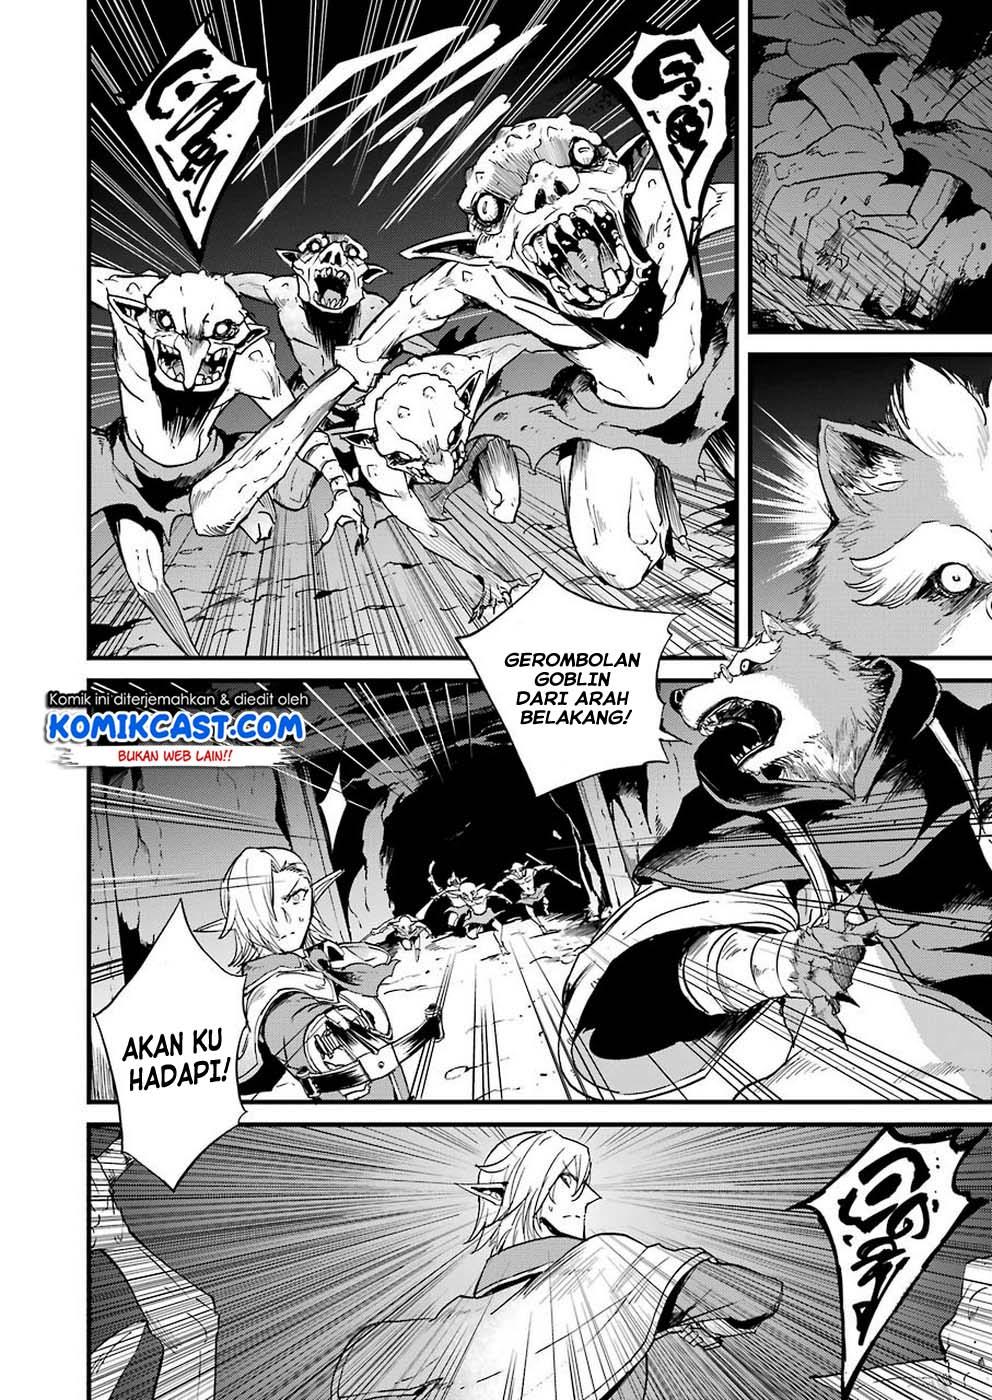 GEROMBOLAN
GOBLIN
DARI ARAH
BELAKANG!
Komik ini diterjemahkan & diedit oleh
KOMIKCAST.COM
BUKAN WEB LAIN!!
AKAN KU
HADAPI!